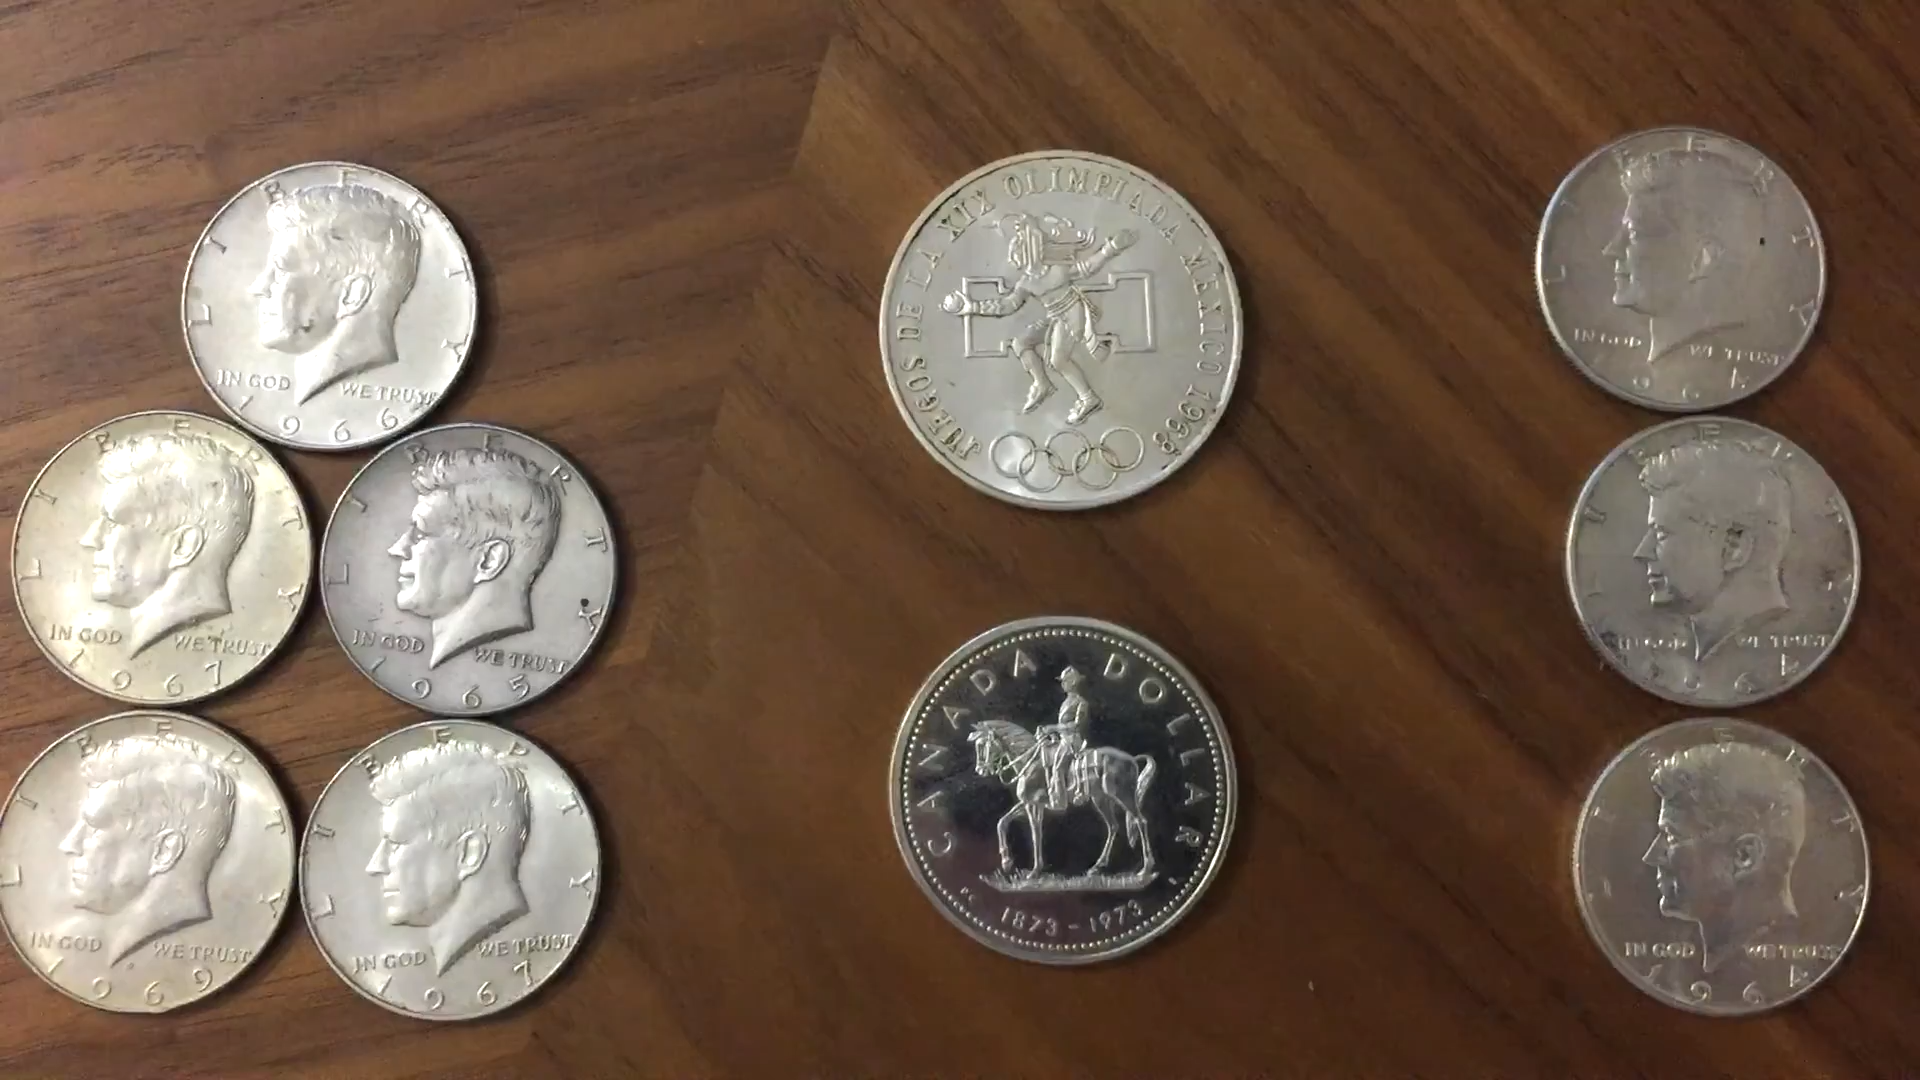 LIBERTY
IN GOD WE TRUST
1966
LIBERTY
IN GOD WE TRUST
1967
LIBERTY
IN GOD WE TRUST
1965
LIBERTY
IN GOD WE TRUST
1969
LIBERTY
IN GOD WE TRUST
1967
JUEGOS DE LA XIX OLIMPIADA MEXICO 1968
CANADA DOLLAR
1873-1973
LIBERTY
IN GOD WE TRUST
1964
LIBERTY
IN GOD WE TRUST
1964
LIBERTY
IN GOD WE TRUST
1964